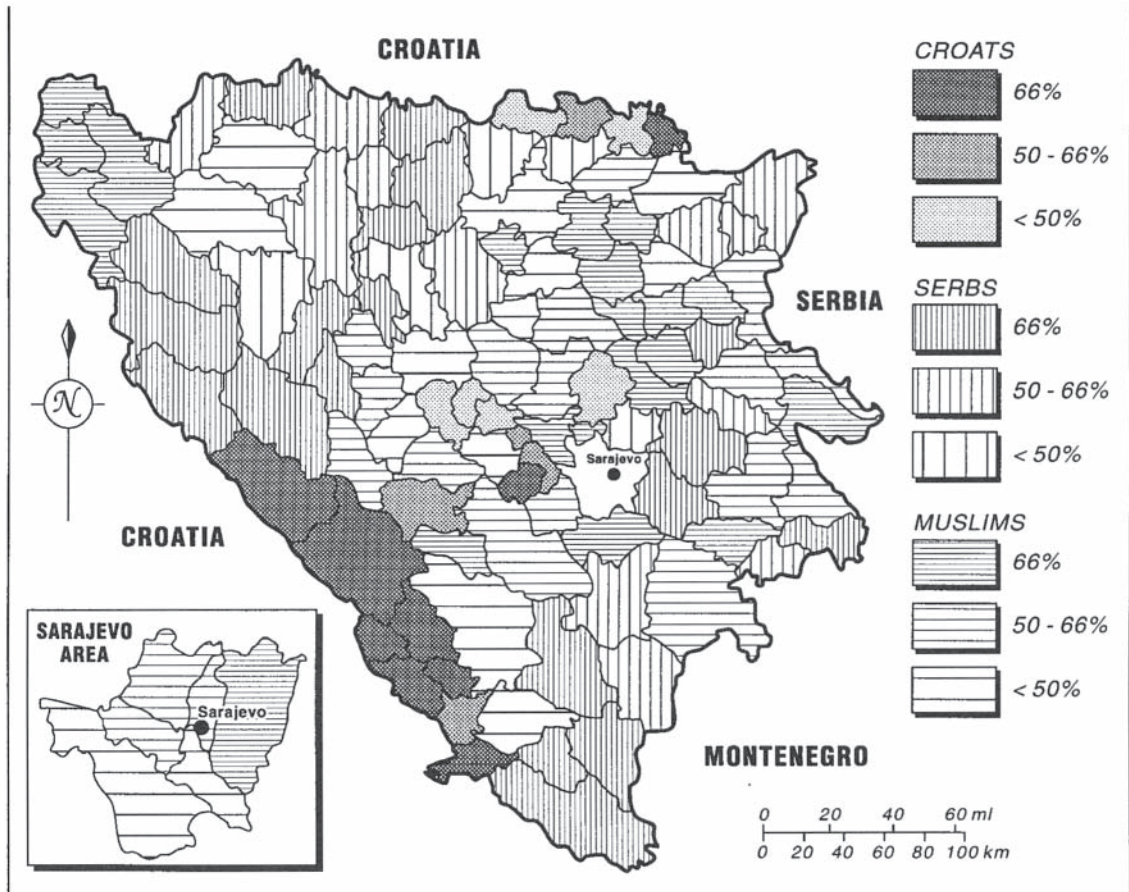 CROATIA
CROATS
66%
50 - 66%
< 50%
SERBIA
SERBS
66%
50 - 66%
< 50%
N
Sarajevo
CROATIA
MUSLIMS
66%
50 - 66%
< 50%
SARAJEVO
AREA
Sarajevo
MONTENEGRO
0 20 40 60 mi
0 20 40 60 80 100 km